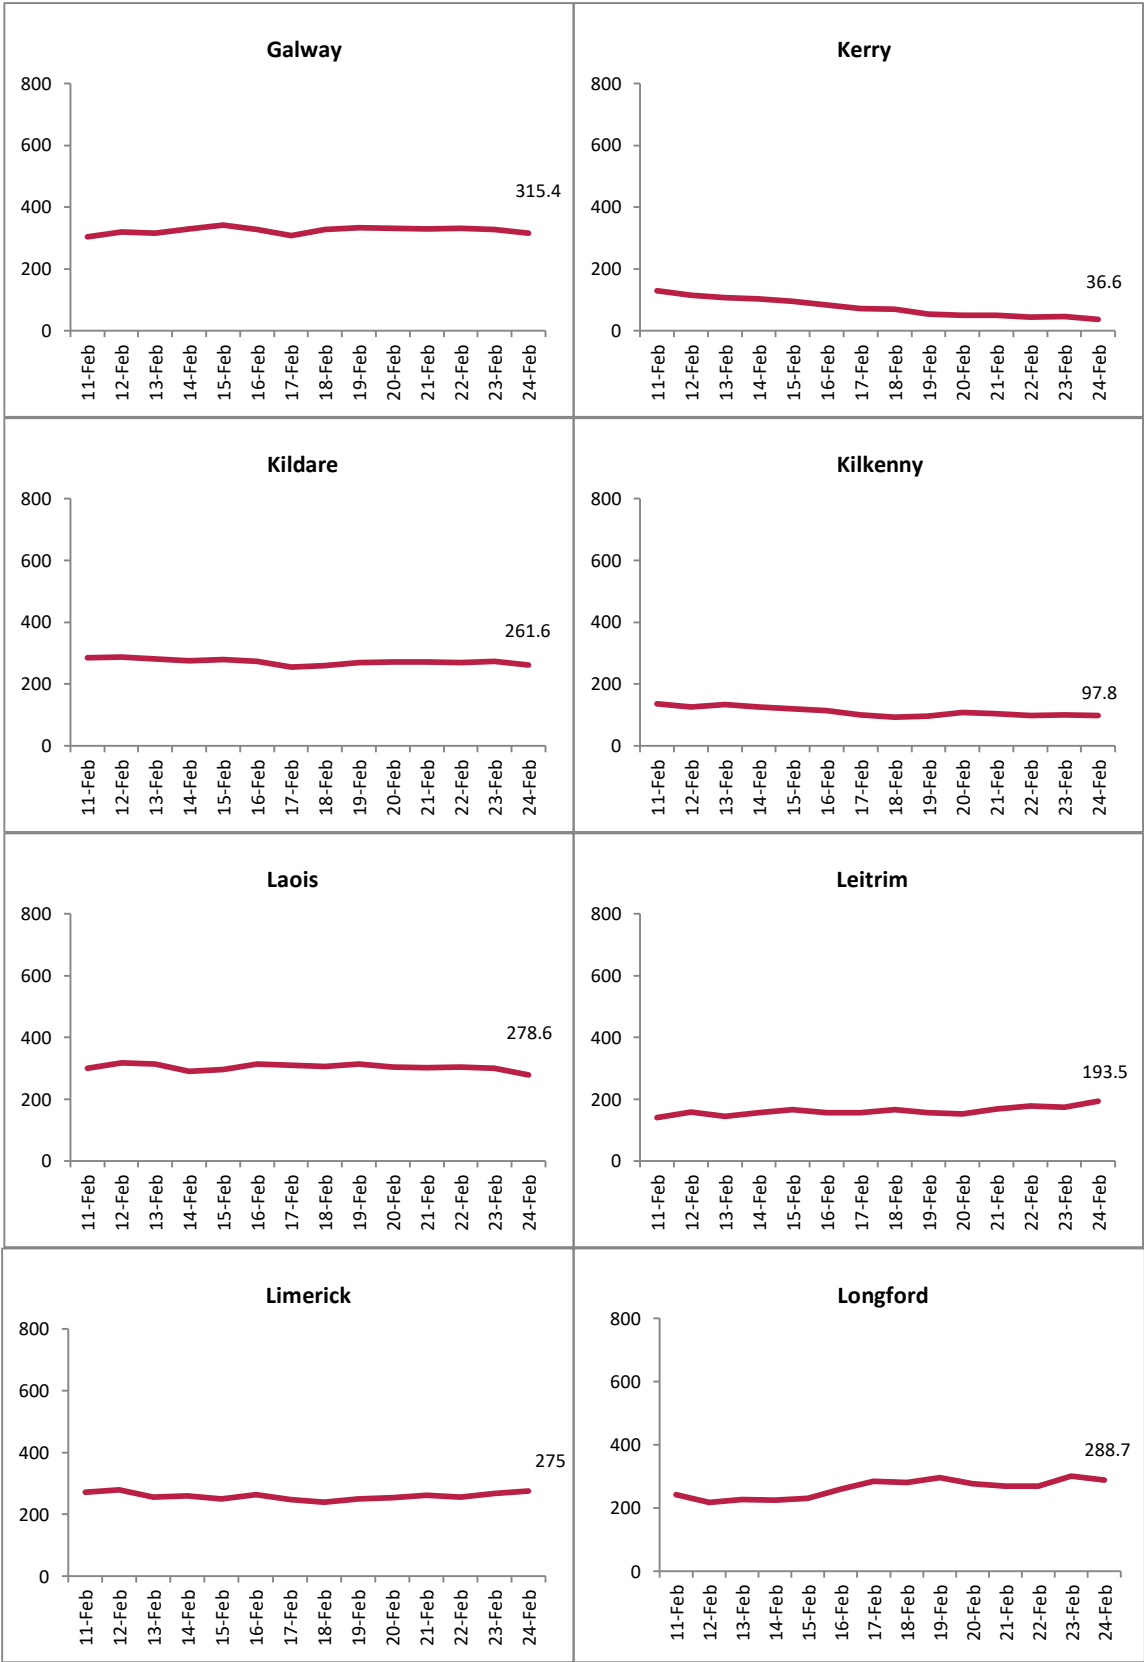 Galway
800
600
400
200
0
315.4
11-Feb
12-Feb
13-Feb
14-Feb
15-Feb
16-Feb
17-Feb
18-Feb
19-Feb
20-Feb
21-Feb
22-Feb
23-Feb
24-Feb
Kerry
800
600
400
200
0
36.6
11-Feb
12-Feb
13-Feb
14-Feb
15-Feb
16-Feb
17-Feb
18-Feb
19-Feb
20-Feb
21-Feb
22-Feb
23-Feb
24-Feb
Kildare
800
600
400
200
0
261.6
11-Feb
12-Feb
13-Feb
14-Feb
15-Feb
16-Feb
17-Feb
18-Feb
19-Feb
20-Feb
21-Feb
22-Feb
23-Feb
24-Feb
Kilkenny
800
600
400
200
0
97.8
11-Feb
12-Feb
13-Feb
14-Feb
15-Feb
16-Feb
17-Feb
18-Feb
19-Feb
20-Feb
21-Feb
22-Feb
23-Feb
24-Feb
Laois
800
600
400
200
0
278.6
11-Feb
12-Feb
13-Feb
14-Feb
15-Feb
16-Feb
17-Feb
18-Feb
19-Feb
20-Feb
21-Feb
22-Feb
23-Feb
24-Feb
Leitrim
800
600
400
200
0
193.5
11-Feb
12-Feb
13-Feb
14-Feb
15-Feb
16-Feb
17-Feb
18-Feb
19-Feb
20-Feb
21-Feb
22-Feb
23-Feb
24-Feb
Limerick
800
600
400
200
0
275
11-Feb
12-Feb
13-Feb
14-Feb
15-Feb
16-Feb
17-Feb
18-Feb
19-Feb
20-Feb
21-Feb
22-Feb
23-Feb
24-Feb
Longford
800
600
400
200
0
288.7
11-Feb
12-Feb
13-Feb
14-Feb
15-Feb
16-Feb
17-Feb
18-Feb
19-Feb
20-Feb
21-Feb
22-Feb
23-Feb
24-Feb